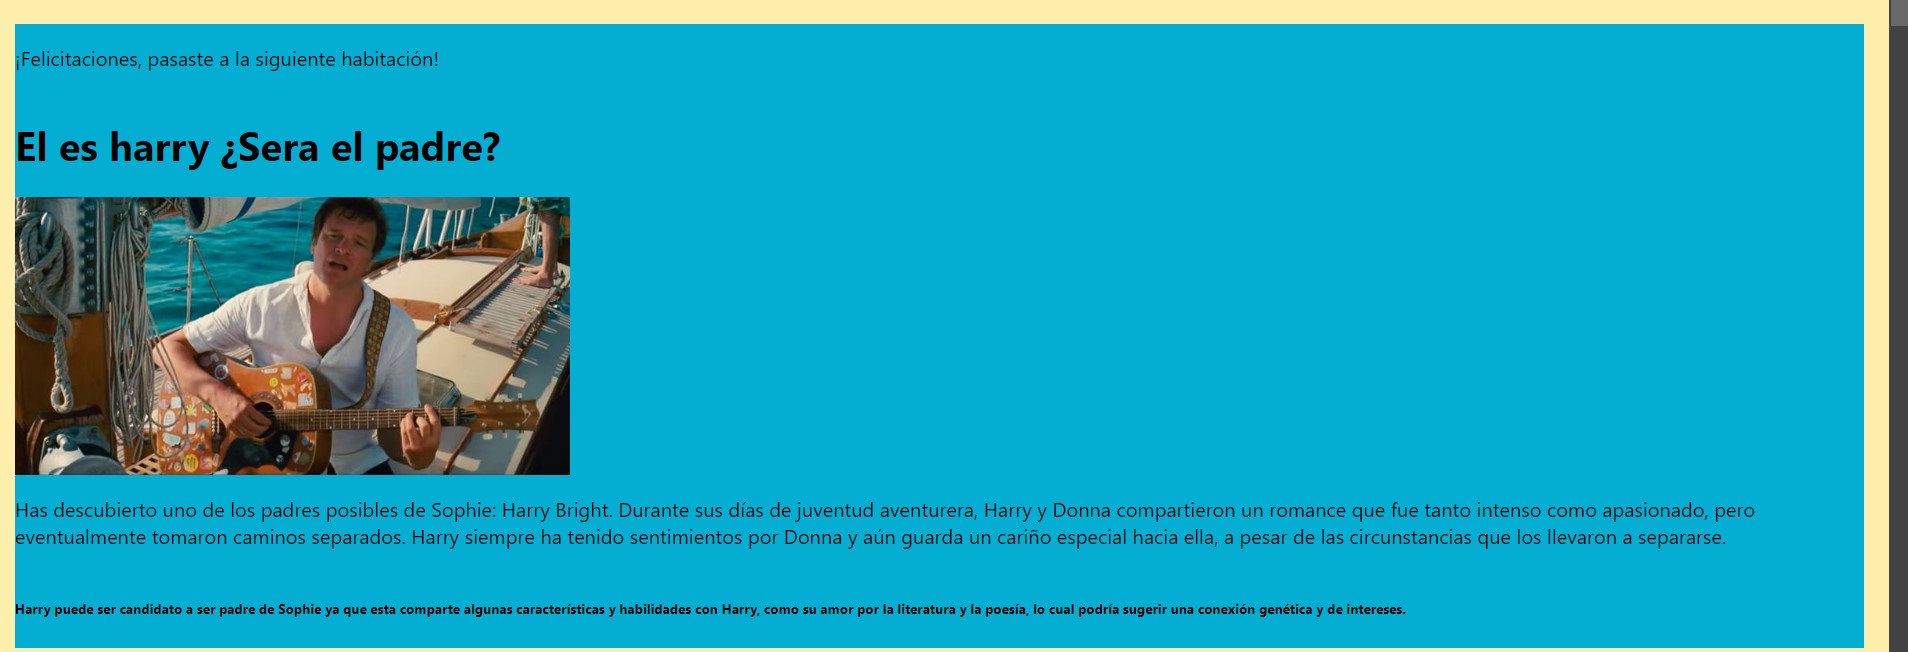 ¡Felicitaciones, pasaste a la siguiente habitación!
El es harry ¿Sera el padre?
Has descubierto uno de los padres posibles de Sophie: Harry Bright. Durante sus días de juventud aventurera, Harry y Donna compartieron un romance que fue tanto intenso como apasionado, pero
eventualmente tomaron caminos separados. Harry siempre ha tenido sentimientos por Donna y aún guarda un cariño especial hacia ella, a pesar de las circunstancias que los llevaron a separarse.
Harry puede ser candidato a ser padre de Sophie ya que esta comparte algunas características y habilidades con Harry, como su amor por la literatura y la poesía, lo cual podría sugerir una conexión genética y de intereses.